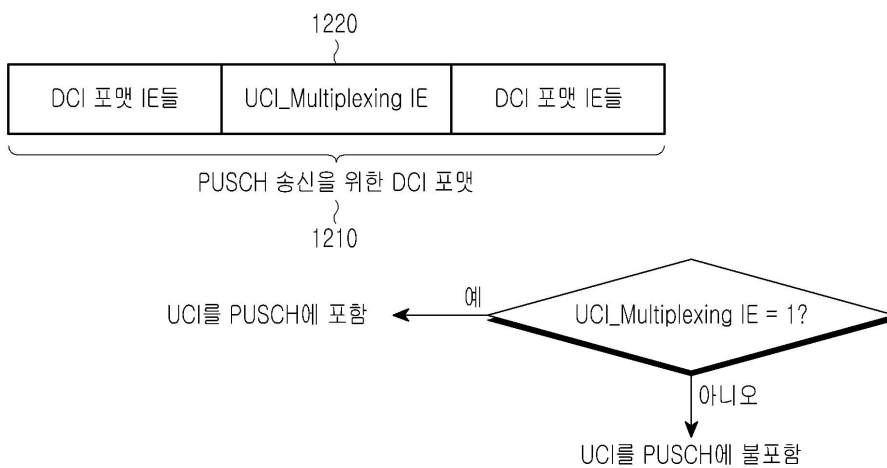 1220
DCI 포맷 IE들 UCI_Multiplexing IE DCI 포맷 IE들
PUSCH 송신을 위한 DCI 포맷
1210
예
UCI를 PUSCH에 포함
UCI_Multiplexing IE = 1?
아니오
UCI를 PUSCH에 불포함